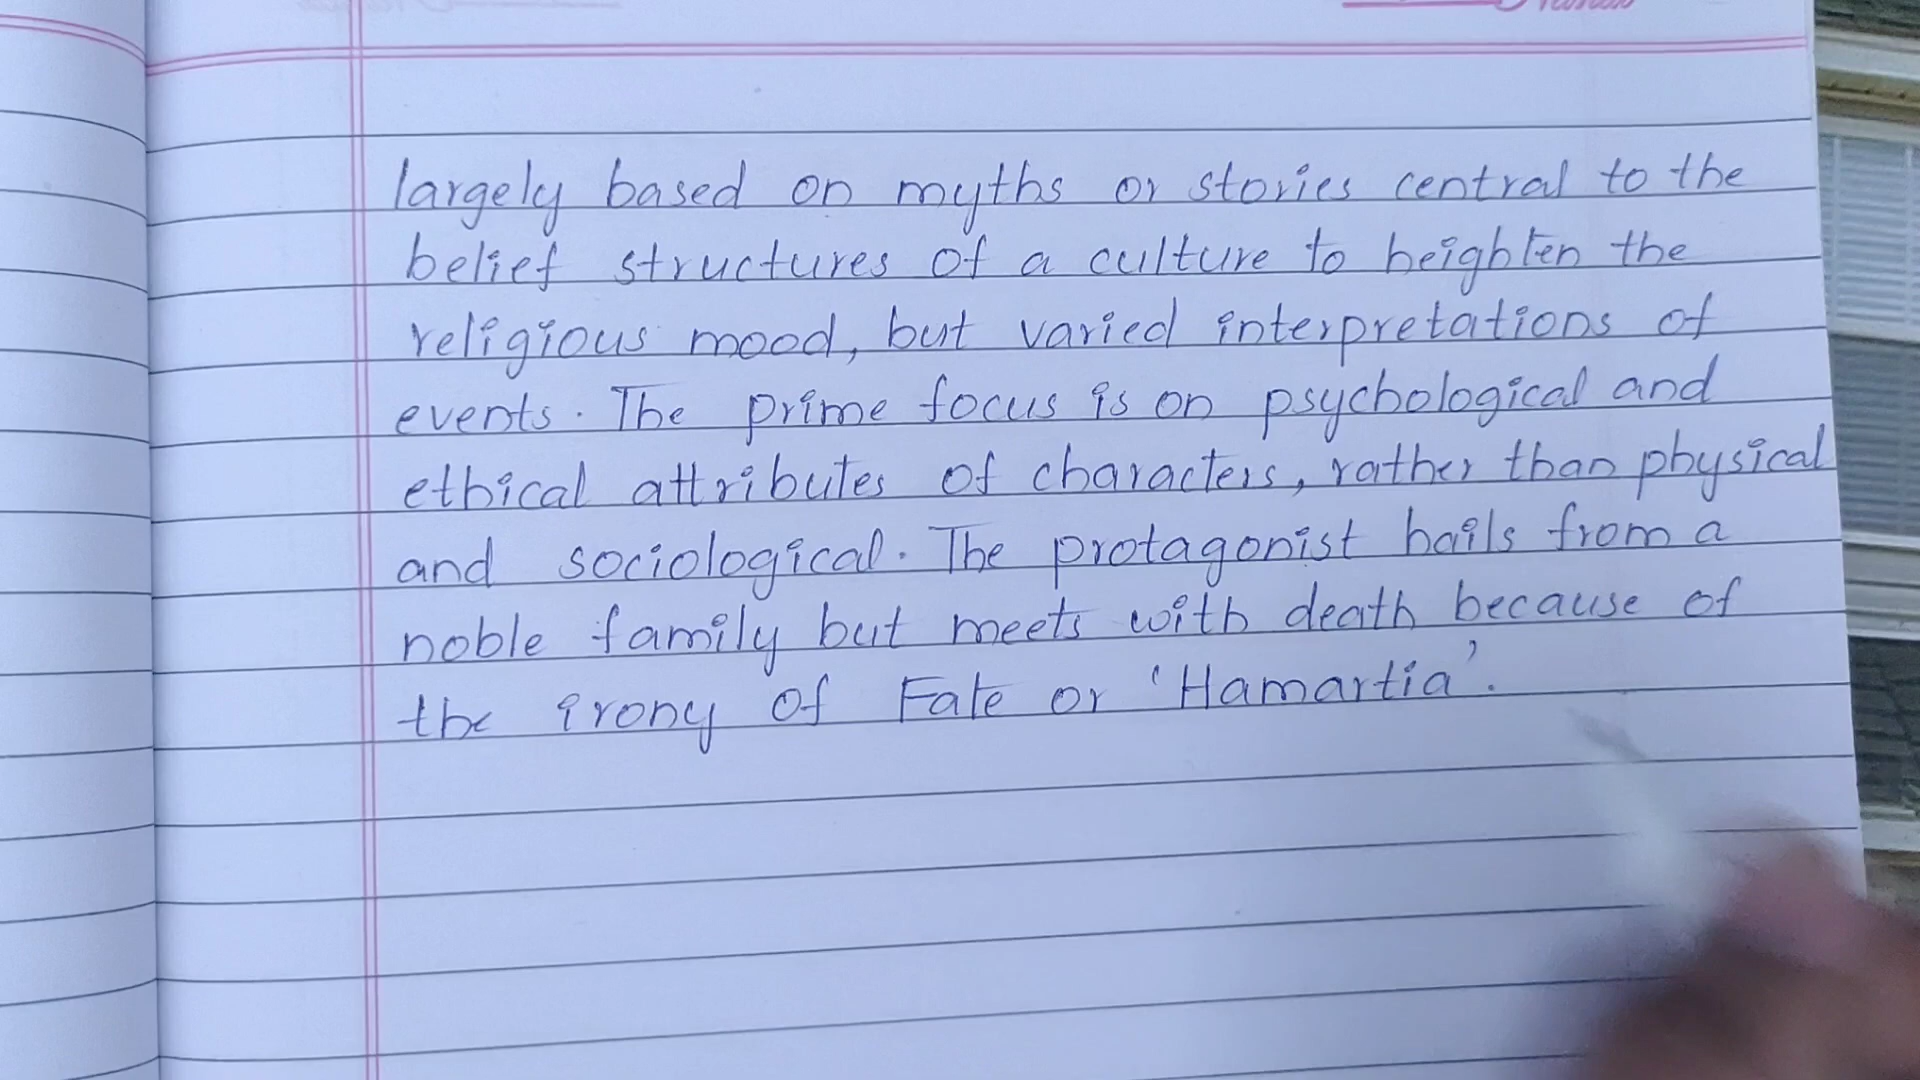 largely based on myths or stories central to the
belief structures of a culture to heighten the
religious mood, but varied interpretations of
events. The prime focus is on psychological and
ethical attributes of characters, rather than physical
and sociological. The protagonist hails from a
noble family but meets with death because of
the irony of Fate or 'Hamartia'.